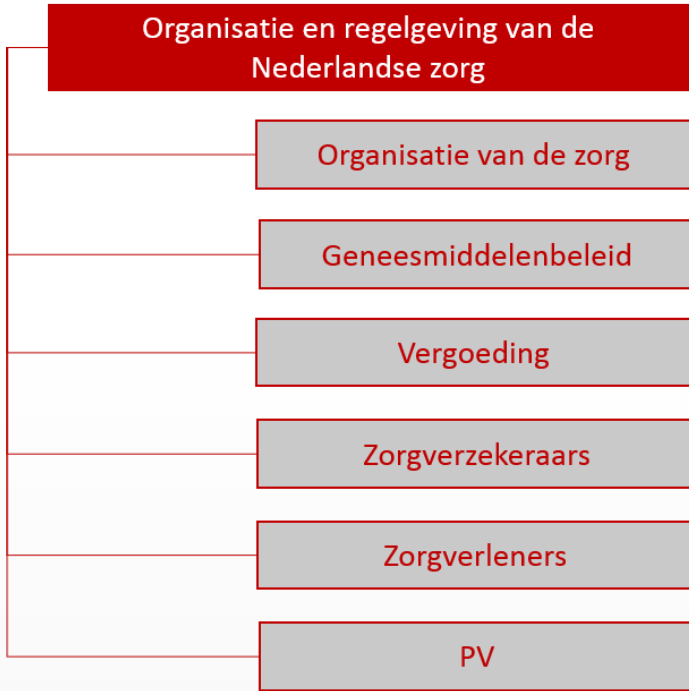 Organisatie en regelgeving van de
Nederlandse zorg
Organisatie van de zorg
Geneesmiddelenbeleid
Vergoeding
Zorgverzekeraars
Zorgverleners
PV